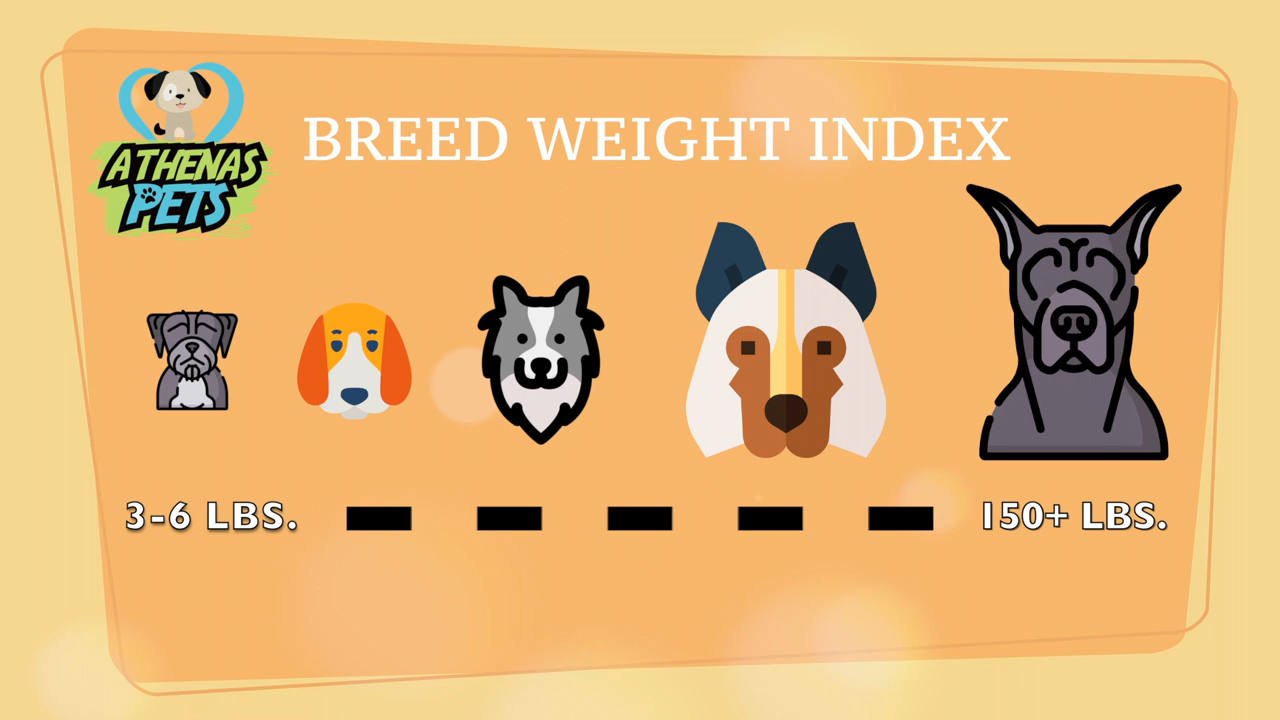 ATHENAS
PETS
BREED WEIGHT INDEX
3-6 LBS.
150+ LBS.